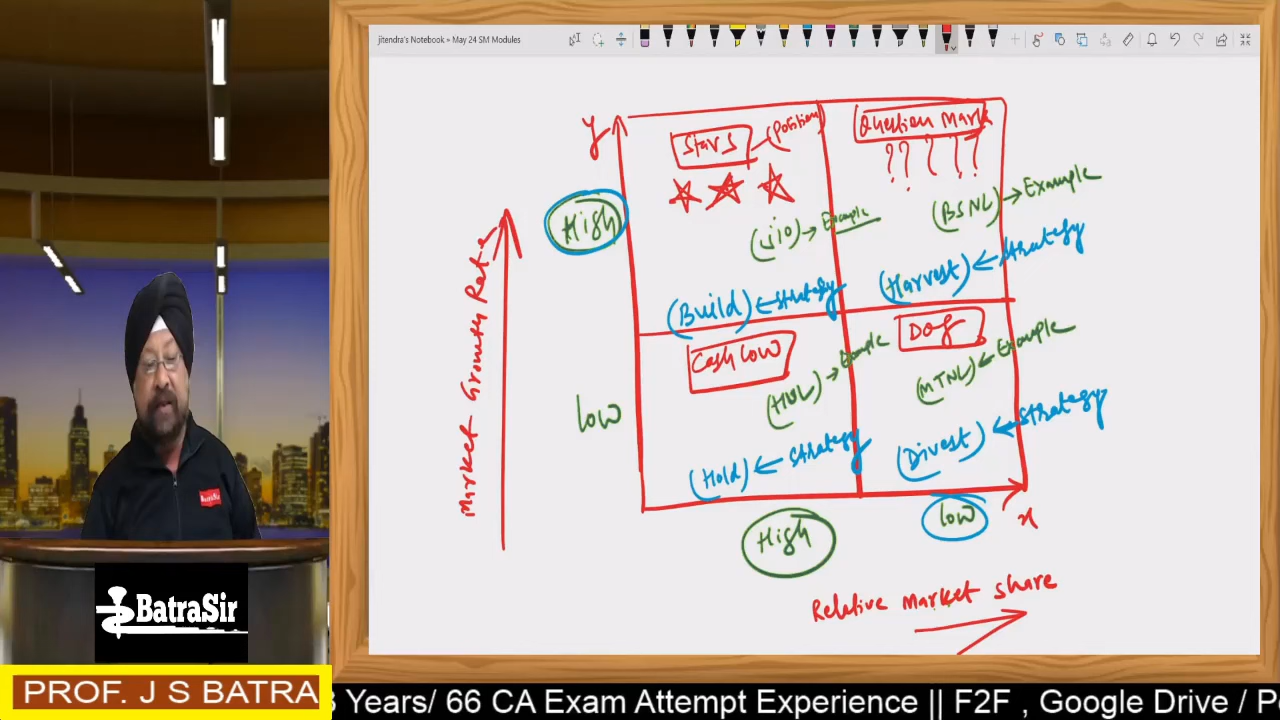 jitendra's Notebook » May 24 SM Modules
y
Stars
(Position)
Question Mark
? ? ? ? ?
High
(Jio) → Example
(BSNL) → Example
(Build) ← Strategy
(Harvest) ← Strategy
Market Growth Rate
Cash Cow
Dog
low
(HUL) → Example
(MTNL) ← Example
(Hold) ← Strategy
(Divest) ← Strategy
High
low
x
Relative Market share
BatraSir
PROF. J S BATRA
3 Years/ 66 CA Exam Attempt Experience || F2F , Google Drive / P